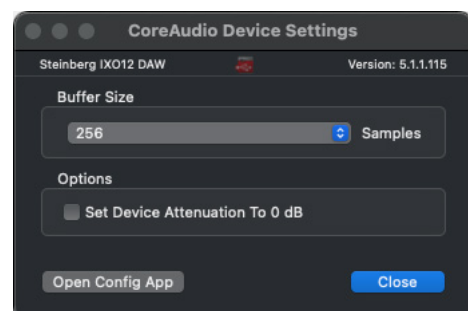 CoreAudio Device Settings
Steinberg IXO12 DAW Version: 5.1.1.115
Buffer Size
256 Samples
Options
Set Device Attenuation To 0 dB
Open Config App Close